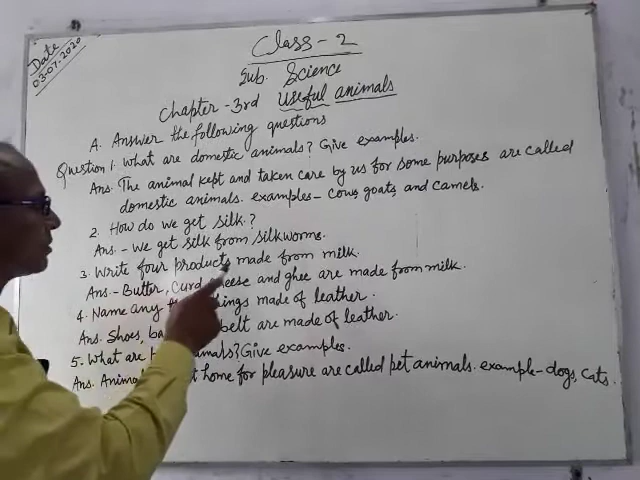 Date
03.07.2020
Class-2
Sub. Science
Chapter-3rd Useful animals
A. Answer the following questions
Question 1. What are domestic animals? Give examples.
Ans. The animal kept and taken care by us for some purposes are called
domestic animals. examples- cows, goats, and camels.
2. How do we get silk?
Ans.- We get silk from silkworms.
3. Write four products made from milk.
Ans-Butter, Curd, cheese and ghee are made from milk.
4. Name any things made of leather.
Ans. Shoes, belt are made of leather.
5. What are Give examples.
Ans. home for pleasure are called pet animals. example-dogs, cats.